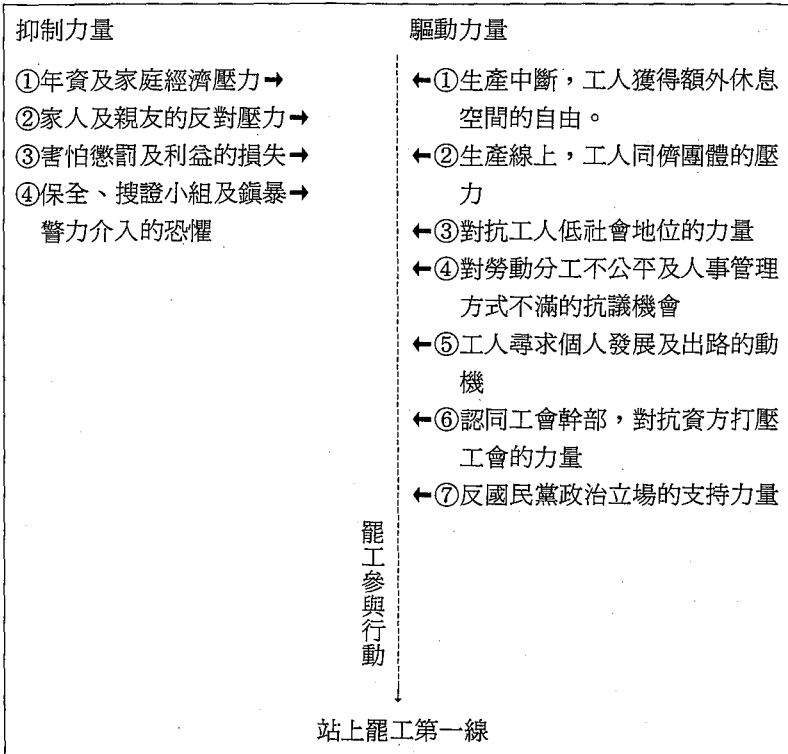 抑制力量
①年資及家庭經濟壓力→
②家人及親友的反對壓力→
③害怕懲罰及利益的損失→
④保全、搜證小組及鎮暴→
警力介入的恐懼
驅動力量
←①生產中斷，工人獲得額外休息
空間的自由。
←②生產線上，工人同儕團體的壓
力
←③對抗工人低社會地位的力量
←④對勞動分工不公平及人事管理
方式不滿的抗議機會
←⑤工人尋求個人發展及出路的動
機
←⑥認同工會幹部，對抗資方打壓
工會的力量
←⑦反國民黨政治立場的支持力量
罷工參與行動
站上罷工第一線